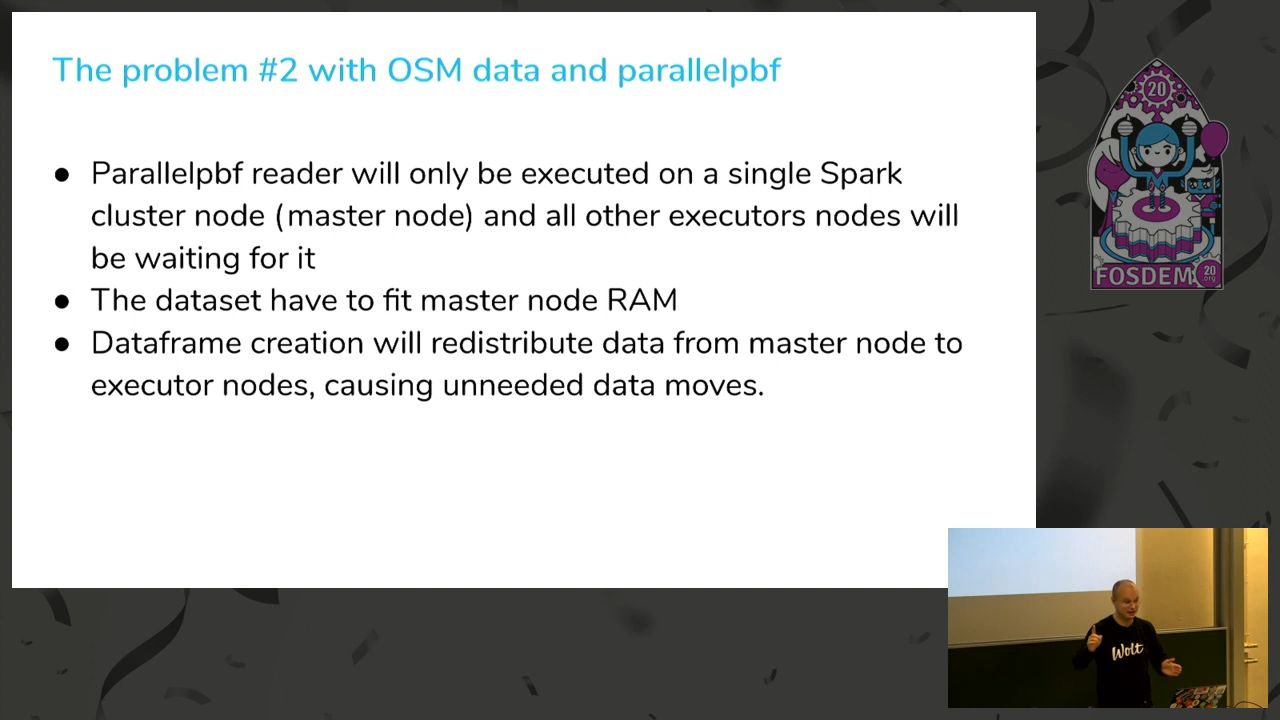 The problem #2 with OSM data and parallelpbf
● Parallelpbf reader will only be executed on a single Spark
cluster node (master node) and all other executors nodes will
be waiting for it
● The dataset have to fit master node RAM
● Dataframe creation will redistribute data from master node to
executor nodes, causing unneeded data moves.
20
FOSDEM
20
.org
Wolt